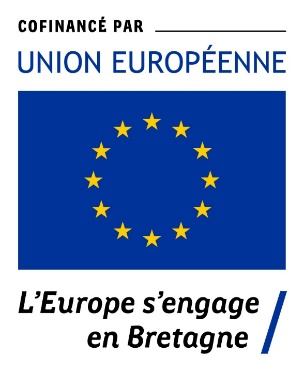 COFINANCÉ PAR
UNION EUROPÉENNE
L'Europe s'engage
en Bretagne